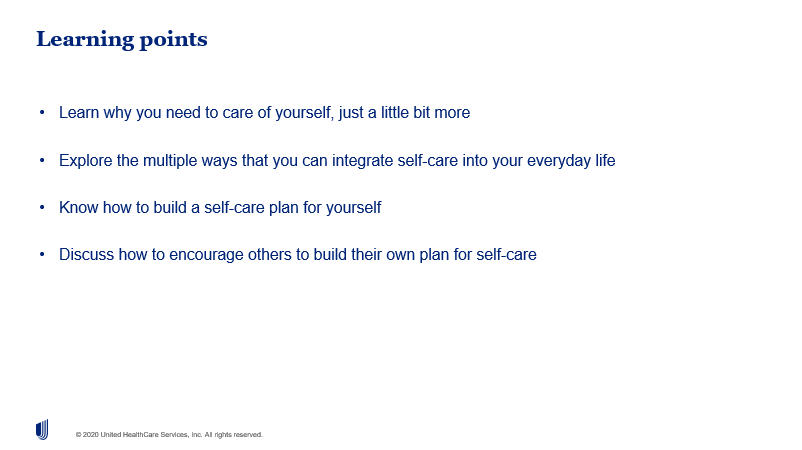 Learning points
• Learn why you need to care of yourself, just a little bit more
• Explore the multiple ways that you can integrate self-care into your everyday life
• Know how to build a self-care plan for yourself
• Discuss how to encourage others to build their own plan for self-care
© 2020 United HealthCare Services, Inc. All rights reserved.